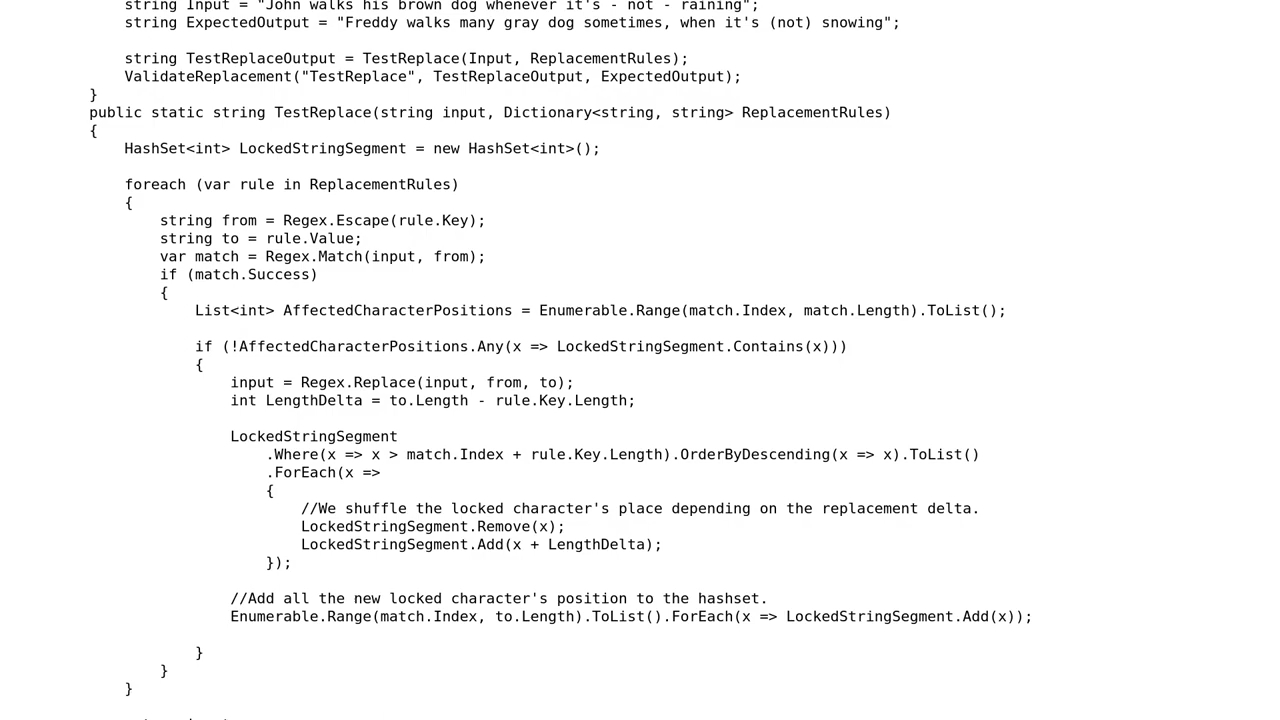 string Input = "John walks his brown dog whenever it's - not - raining";
string ExpectedOutput = "Freddy walks many gray dog sometimes, when it's (not) snowing";
string TestReplaceOutput = TestReplace(Input, ReplacementRules);
ValidateReplacement("TestReplace", TestReplaceOutput, ExpectedOutput);
}
public static string TestReplace(string input, Dictionary<string, string> ReplacementRules)
{
HashSet<int> LockedStringSegment = new HashSet<int>();
foreach (var rule in ReplacementRules)
{
string from = Regex.Escape(rule.Key);
string to = rule.Value;
var match = Regex.Match(input, from);
if (match.Success)
{
List<int> AffectedCharacterPositions = Enumerable.Range(match.Index, match.Length).ToList();
if (!AffectedCharacterPositions.Any(x => LockedStringSegment.Contains(x)))
{
input = Regex.Replace(input, from, to);
int LengthDelta = to.Length - rule.Key.Length;
LockedStringSegment
.Where(x => x > match.Index + rule.Key.Length).OrderByDescending(x => x).ToList()
.ForEach(x =>
{
//We shuffle the locked character's place depending on the replacement delta.
LockedStringSegment.Remove(x);
LockedStringSegment.Add(x + LengthDelta);
});
//Add all the new locked character's position to the hashset.
Enumerable.Range(match.Index, to.Length).ToList().ForEach(x => LockedStringSegment.Add(x));
}
}
}